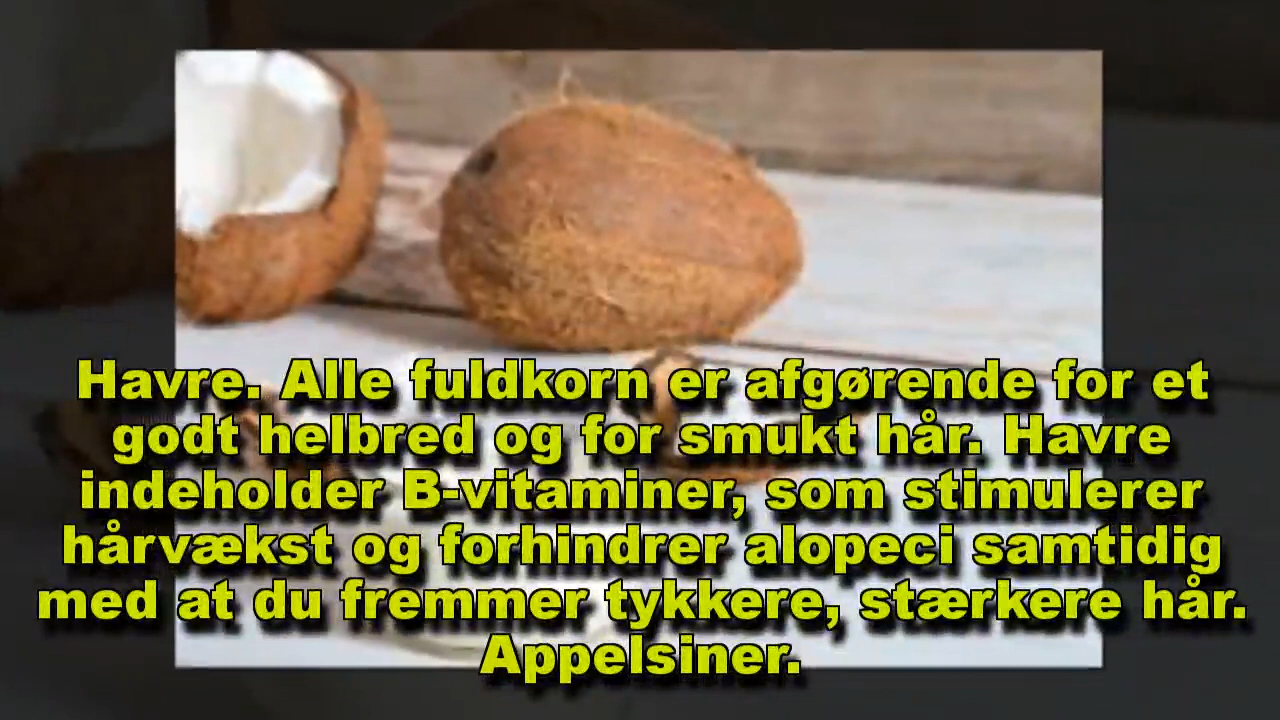 Havre. Alle fuldkorn er afgørende for et
godt helbred og for smukt hår. Havre
indeholder B-vitaminer, som stimulerer
hårvækst og forhindrer alopeci samtidig
med at du fremmer tykkere, stærkere hår.
Appelsiner.